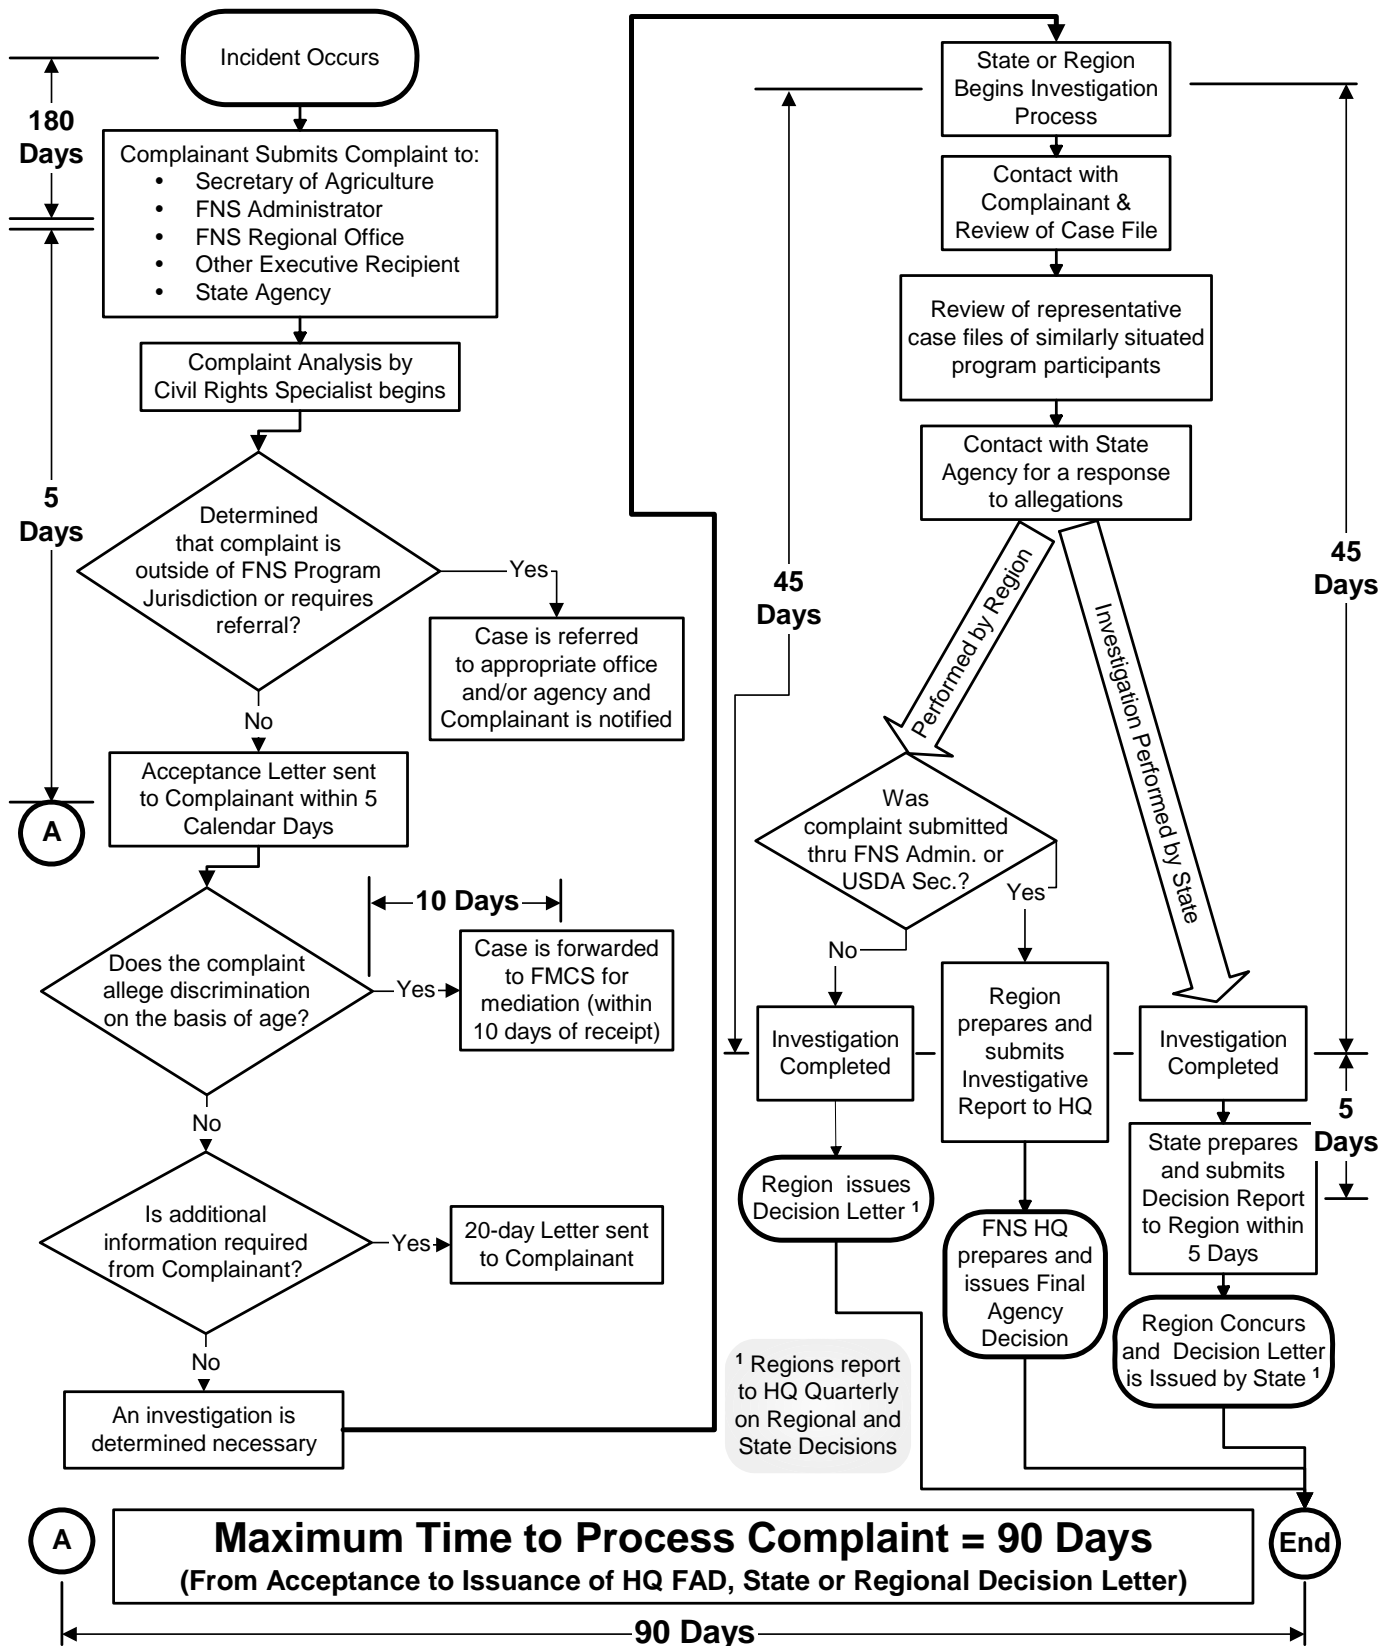 Incident Occurs
180
Days
Complainant Submits Complaint to:
• Secretary of Agriculture
• FNS Administrator
• FNS Regional Office
• Other Executive Recipient
• State Agency
Complaint Analysis by
Civil Rights Specialist begins
5
Days
Determined
that complaint is
outside of FNS Program
Jurisdiction or requires
referral?
Yes
Case is referred
to appropriate office
and/or agency and
Complainant is notified
No
Acceptance Letter sent
to Complainant within 5
Calendar Days
A
10 Days
Does the complaint
allege discrimination
on the basis of age?
Yes
Case is forwarded
to FMCS for
mediation (within
10 days of receipt)
No
Is additional
information required
from Complainant?
Yes
20-day Letter sent
to Complainant
No
An investigation is
determined necessary
State or Region
Begins Investigation
Process
Contact with
Complainant &
Review of Case File
Review of representative
case files of similarly situated
program participants
Contact with State
Agency for a response
to allegations
45
Days
45
Days
Performed by Region
Investigation Performed by State
Was
complaint submitted
thru FNS Admin. or
USDA Sec.?
Yes
No
Investigation
Completed
Region
prepares and
submits
Investigative
Report to HQ
Investigation
Completed
5
Days
Region issues
Decision Letter ¹
FNS HQ
prepares and
issues Final
Agency
Decision
State prepares
and submits
Decision Report
to Region within
5 Days
Region Concurs
and Decision Letter
is Issued by State ¹
¹ Regions report
to HQ Quarterly
on Regional and
State Decisions
A
Maximum Time to Process Complaint = 90 Days
(From Acceptance to Issuance of HQ FAD, State or Regional Decision Letter)
End
90 Days